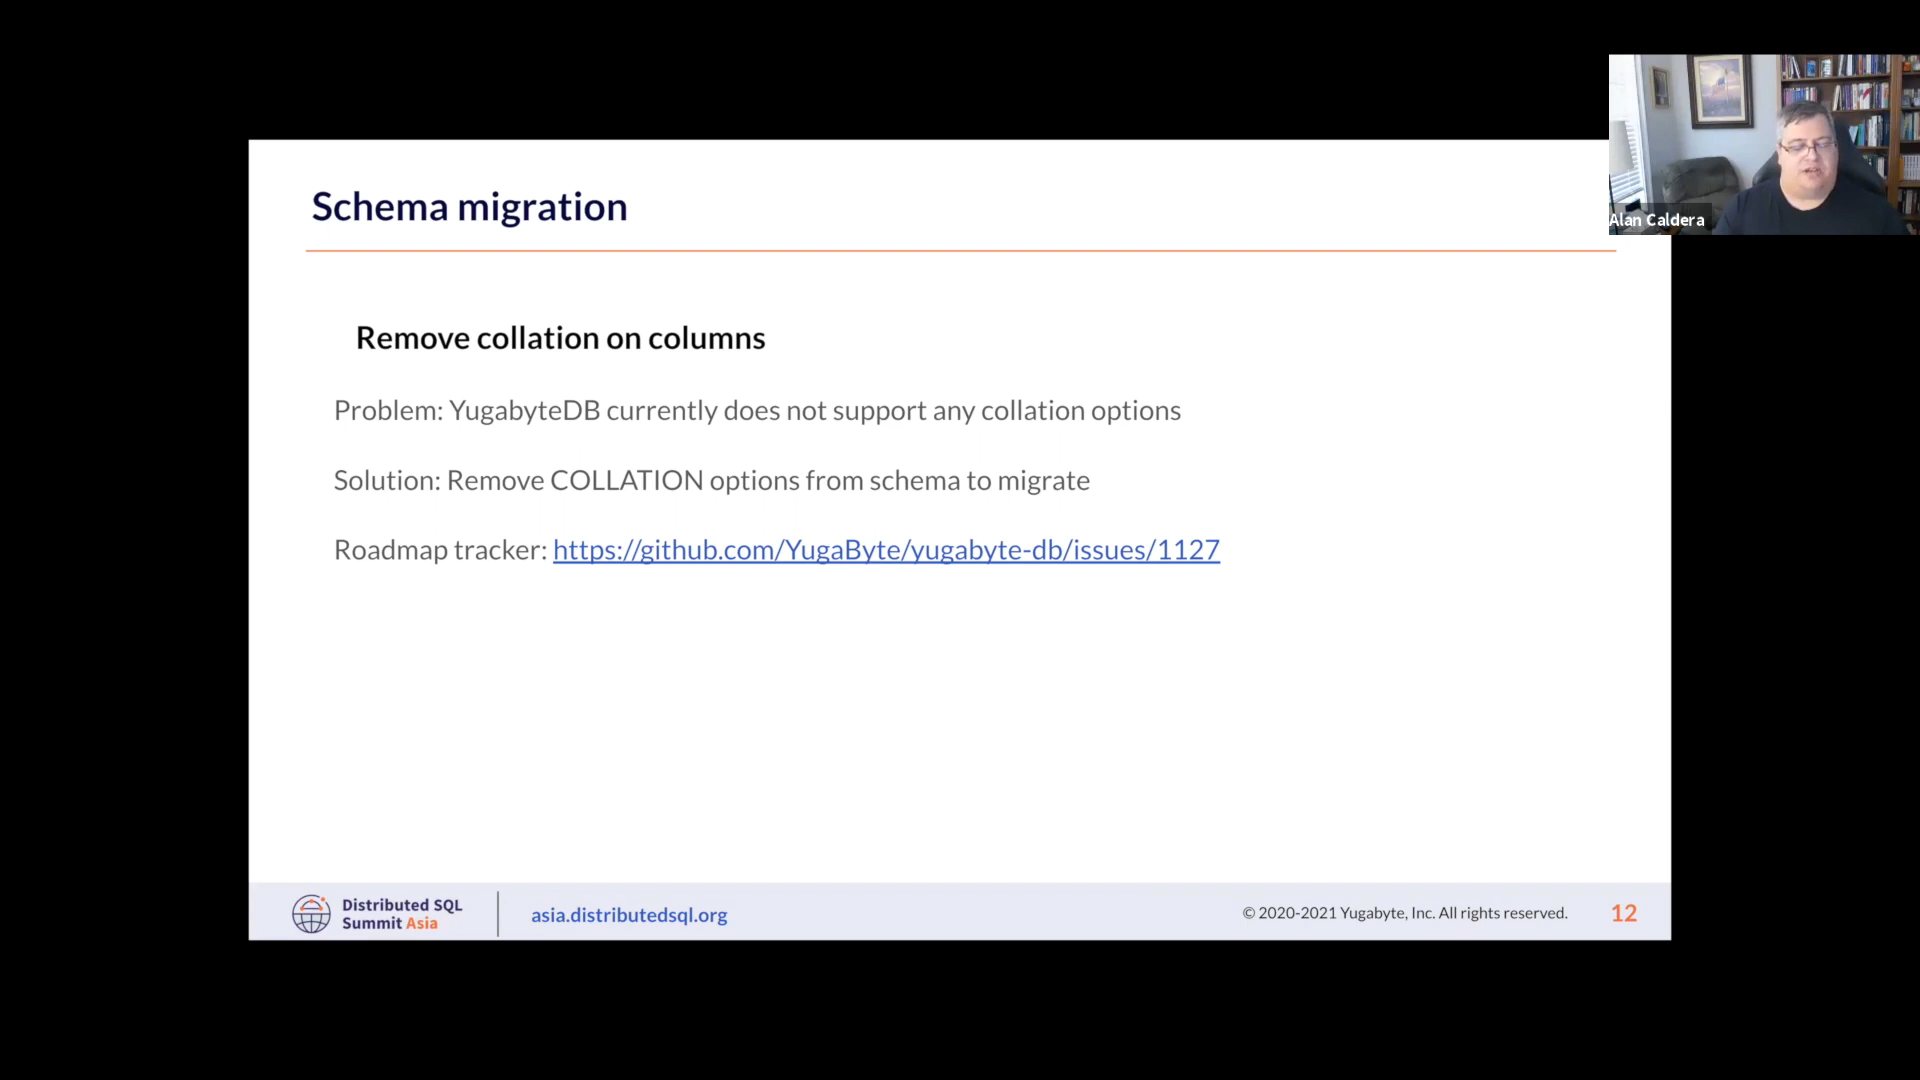 Schema migration
Alan Caldera
Remove collation on columns
Problem: YugabyteDB currently does not support any collation options
Solution: Remove COLLATION options from schema to migrate
Roadmap tracker: https://github.com/YugaByte/yugabyte-db/issues/1127
Distributed SQL
Summit Asia
asia.distributedsql.org
© 2020-2021 Yugabyte, Inc. All rights reserved.
12